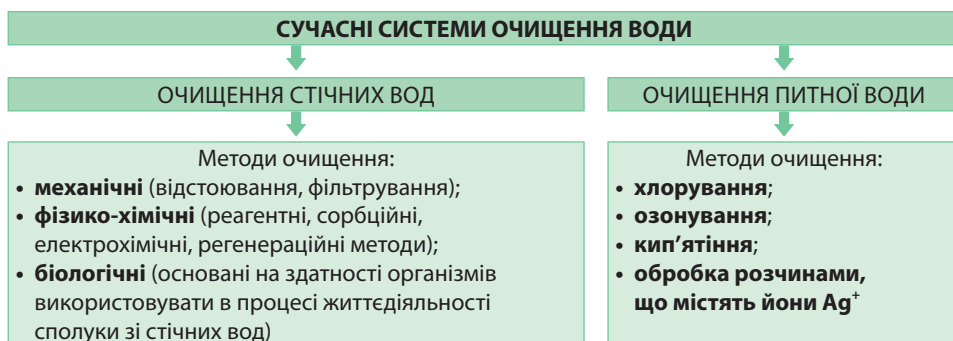 СУЧАСНІ СИСТЕМИ ОЧИЩЕННЯ ВОДИ
ОЧИЩЕННЯ СТІЧНИХ ВОД
Методи очищення:
• механічні (відстоювання, фільтрування);
• фізико-хімічні (реагентні, сорбційні,
електрохімічні, регенераційні методи);
• біологічні (основані на здатності організмів
використовувати в процесі життєдіяльності
сполуки зі стічних вод)
ОЧИЩЕННЯ ПИТНОЇ ВОДИ
Методи очищення:
• хлорування;
• озонування;
• кип’ятіння;
• обробка розчинами,
що містять йони Ag⁺